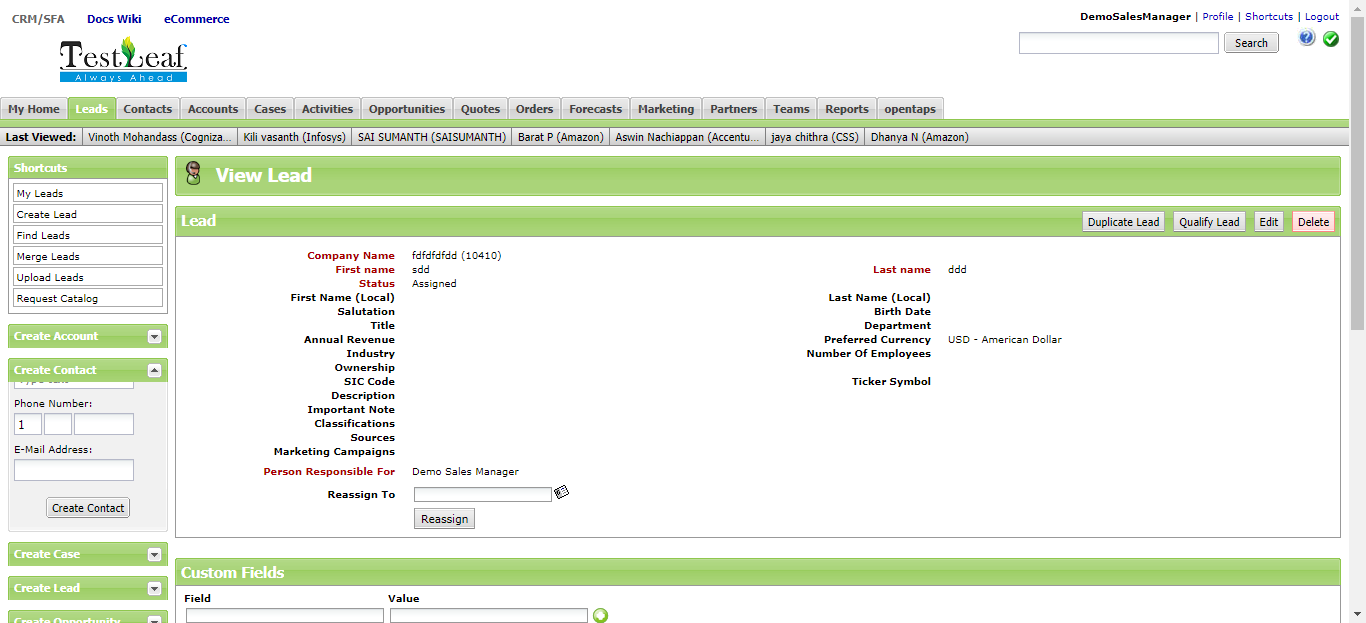 CRM/SFA Docs Wiki eCommerce
DemoSalesManager | Profile | Shortcuts | Logout
Search
TestLeaf
Always Ahead
My Home Leads Contacts Accounts Cases Activities Opportunities Quotes Orders Forecasts Marketing Partners Teams Reports opentaps
Last Viewed: Vinoth Mohandass (Cogniza... Kili vasanth (Infosys) SAI SUMANTH (SAISUMANTH) Barat P (Amazon) Aswin Nachiappan (Accentu... jaya chithra (CSS) Dhanya N (Amazon)
Shortcuts
My Leads
Create Lead
Find Leads
Merge Leads
Upload Leads
Request Catalog
Create Account
Create Contact
Phone Number:
1
E-Mail Address:
Create Contact
Create Case
Create Lead
Create Opportunity
View Lead
Lead Duplicate Lead Qualify Lead Edit Delete
Company Name fdfdfdfdd (10410)
First name sdd Last name ddd
Status Assigned
First Name (Local) Last Name (Local)
Salutation Birth Date
Title Department
Annual Revenue Preferred Currency USD - American Dollar
Industry Number Of Employees
Ownership
SIC Code Ticker Symbol
Description
Important Note
Classifications
Sources
Marketing Campaigns
Person Responsible For Demo Sales Manager
Reassign To
Reassign
Custom Fields
Field Value